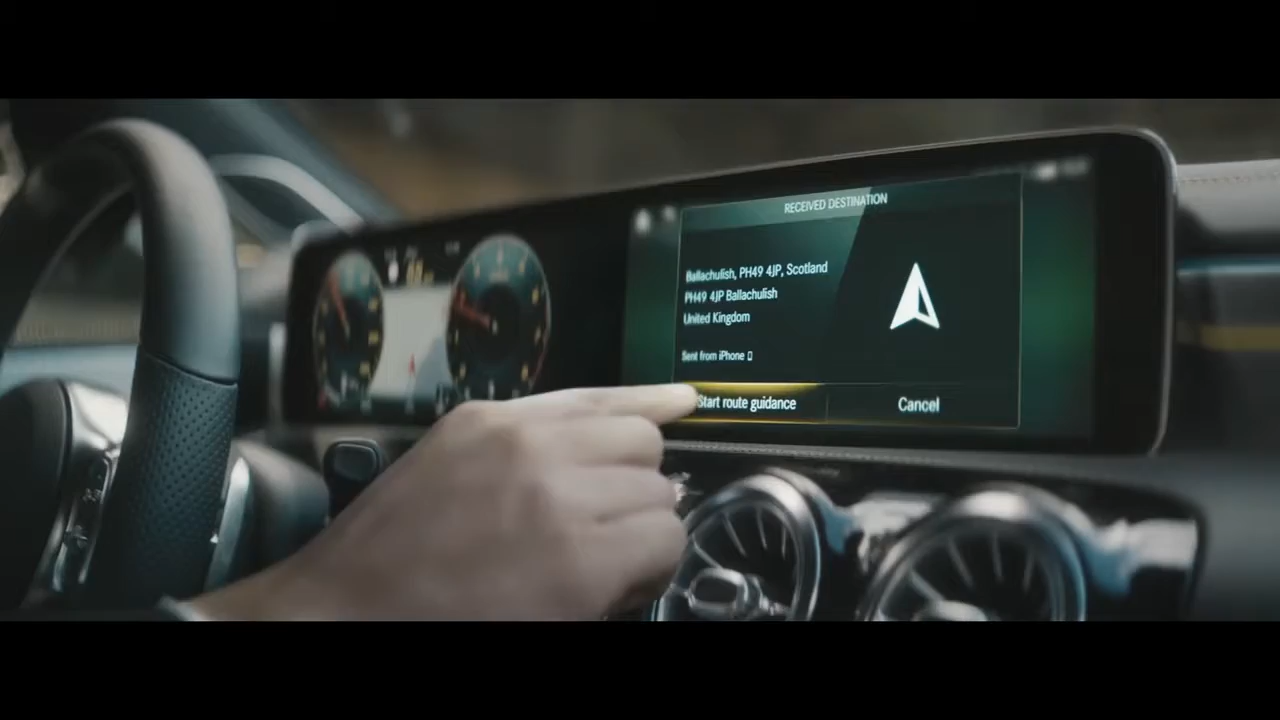 RECEIVED DESTINATION
Ballachulish, PH49 4JP, Scotland
PH49 4JP Ballachulish
United Kingdom
Sent from iPhone
Start route guidance
Cancel